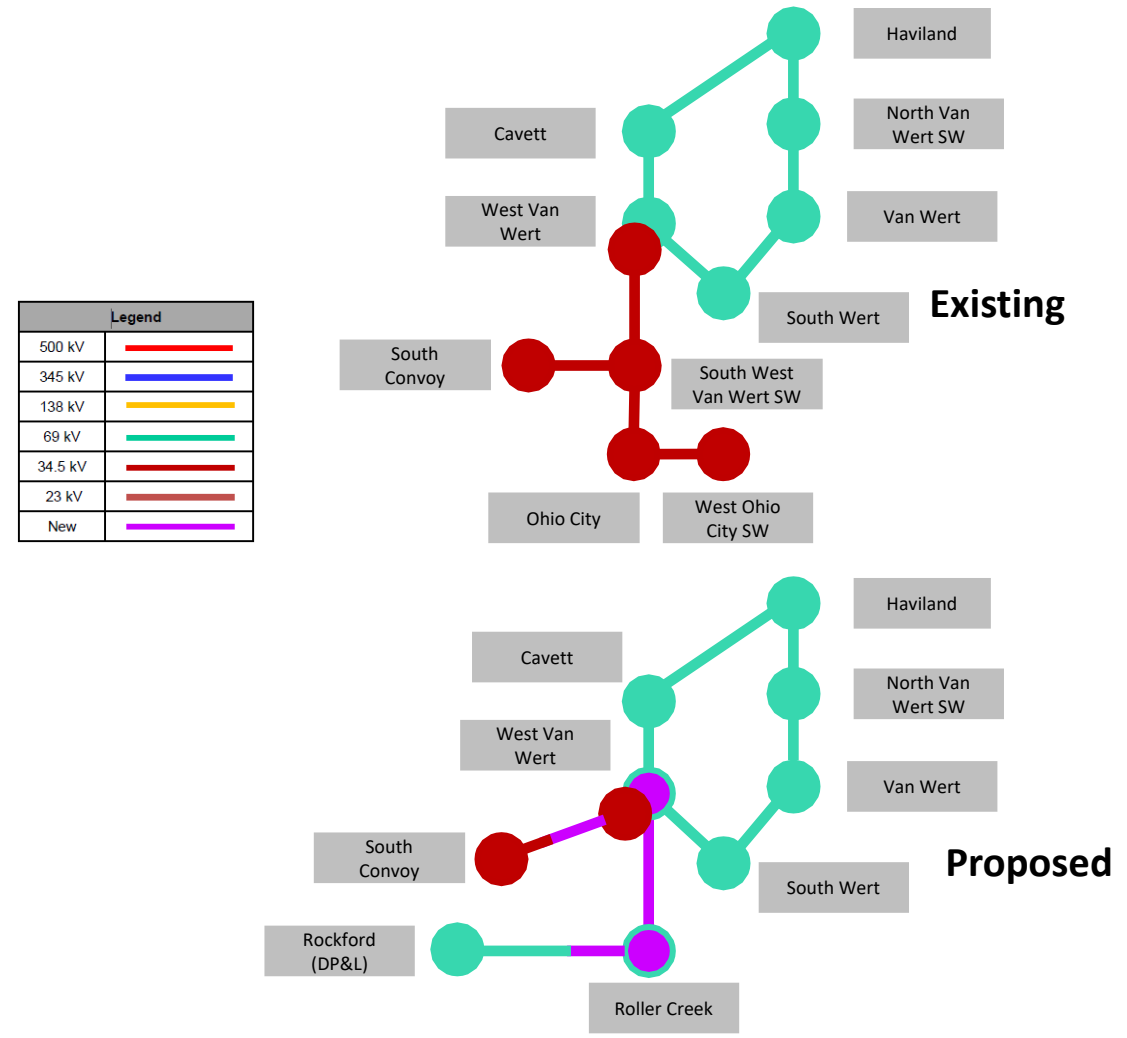 Haviland
North Van
Wert SW
Cavett
West Van
Wert
Van Wert
South Wert
Existing
Legend
500 kV
345 kV
138 kV
69 kV
34.5 kV
23 kV
New
South
Convoy
South West
Van Wert SW
Ohio City
West Ohio
City SW
Haviland
Cavett
North Van
Wert SW
West Van
Wert
Van Wert
South
Convoy
Proposed
South Wert
Rockford
(DP&L)
Roller Creek